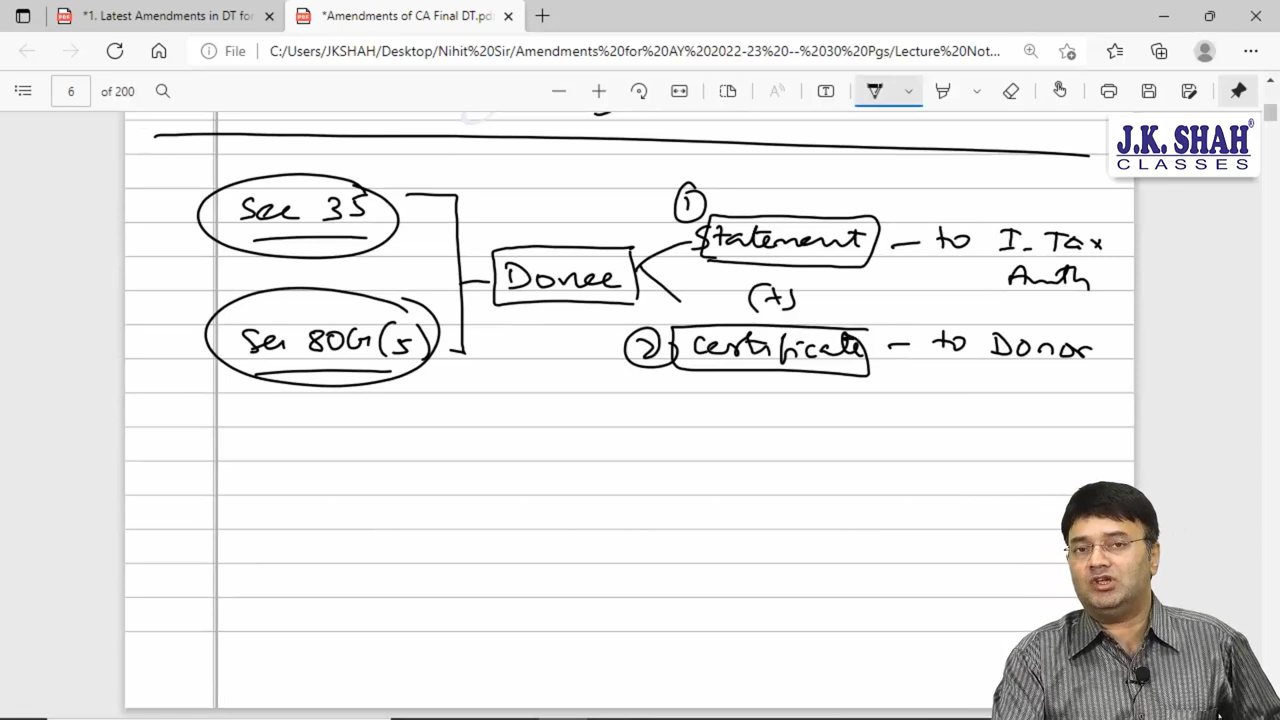 *1. Latest Amendments in DT for
*Amendments of CA Final DT.pd
File
C:/Users/JKSHAH/Desktop/Nihit%20Sir/Amendments%20for%20AY%202022-23%20--%2030%20Pgs/Lecture%20Not...
6 of 200
J.K. SHAH®
CLASSES
Sec 35
1
Statement - to I. Tax
Auth
Donee
(+)
Sec 80G(5)
2 Certificate - to Donor